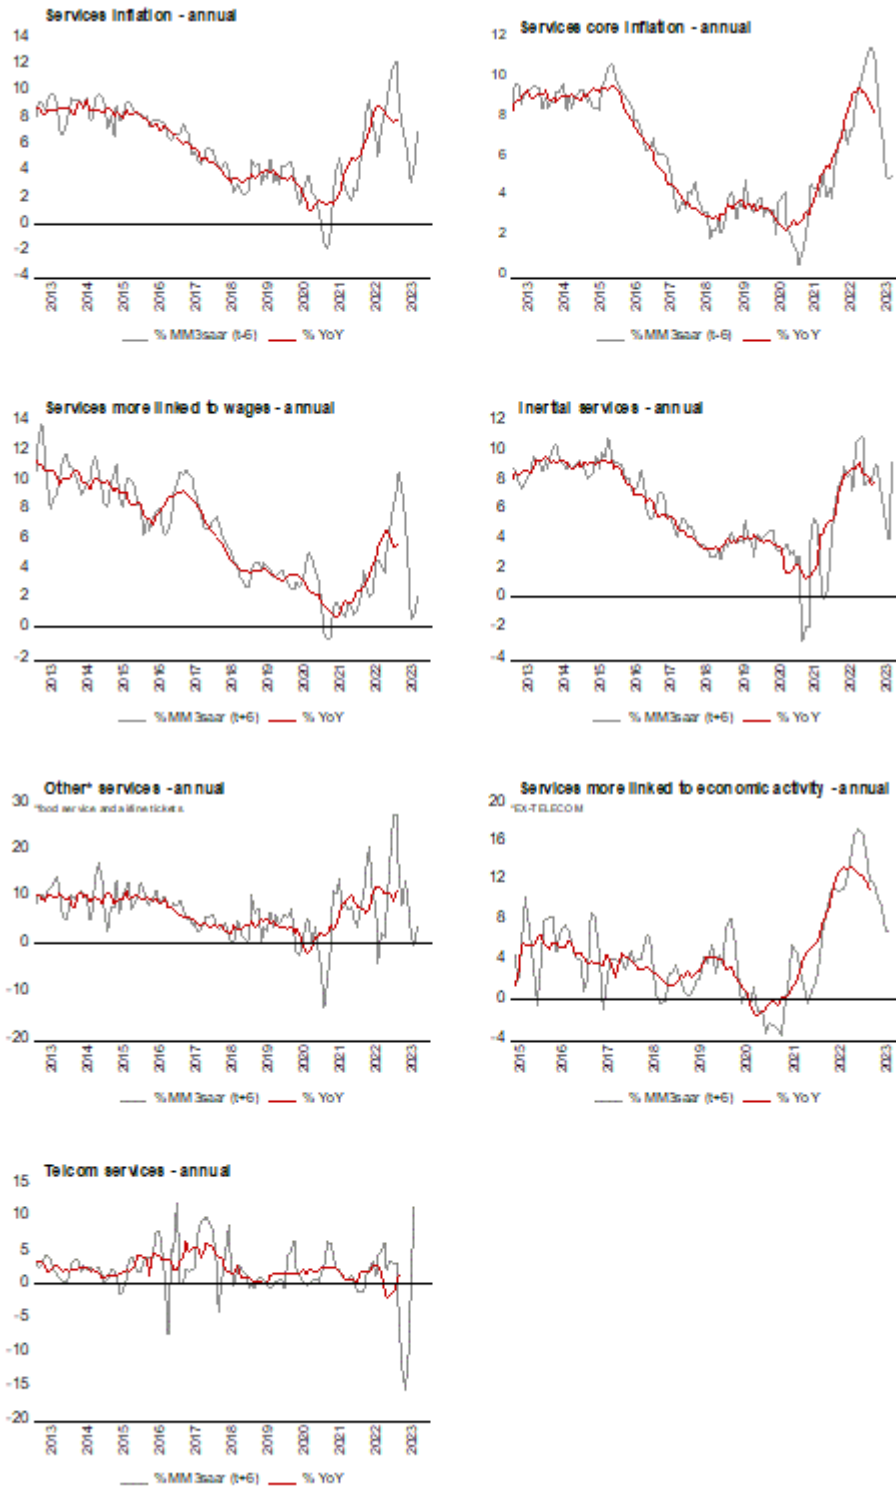 Services inflation - annual
14
12
10
8
6
4
2
0
-2
-4
2013 2014 2015 2016 2017 2018 2019 2020 2021 2022 2023
% MM3saar (t-6) % YoY
Services core inflation - annual
12
10
8
6
4
2
0
2013 2014 2015 2016 2017 2018 2019 2020 2021 2022 2023
% MM3saar (t-6) % YoY
Services more linked to wages - annual
14
12
10
8
6
4
2
0
-2
2013 2014 2015 2016 2017 2018 2019 2020 2021 2022 2023
% MM3saar (t+6) % YoY
Inertial services - annual
12
10
8
6
4
2
0
-2
-4
2013 2014 2015 2016 2017 2018 2019 2020 2021 2022 2023
% MM3saar (t+6) % YoY
Other* services - annual
*food service and airline tickets
30
20
10
0
-10
-20
2013 2014 2015 2016 2017 2018 2019 2020 2021 2022 2023
% MM3saar (t+6) % YoY
Services more linked to economic activity - annual
*EX-TELECOM
20
16
12
8
4
0
-4
2015 2016 2017 2018 2019 2020 2021 2022 2023
% MM3saar (t+6) % YoY
Telcom services - annual
15
10
5
0
-5
-10
-15
-20
2013 2014 2015 2016 2017 2018 2019 2020 2021 2022 2023
% MM3saar (t+6) % YoY